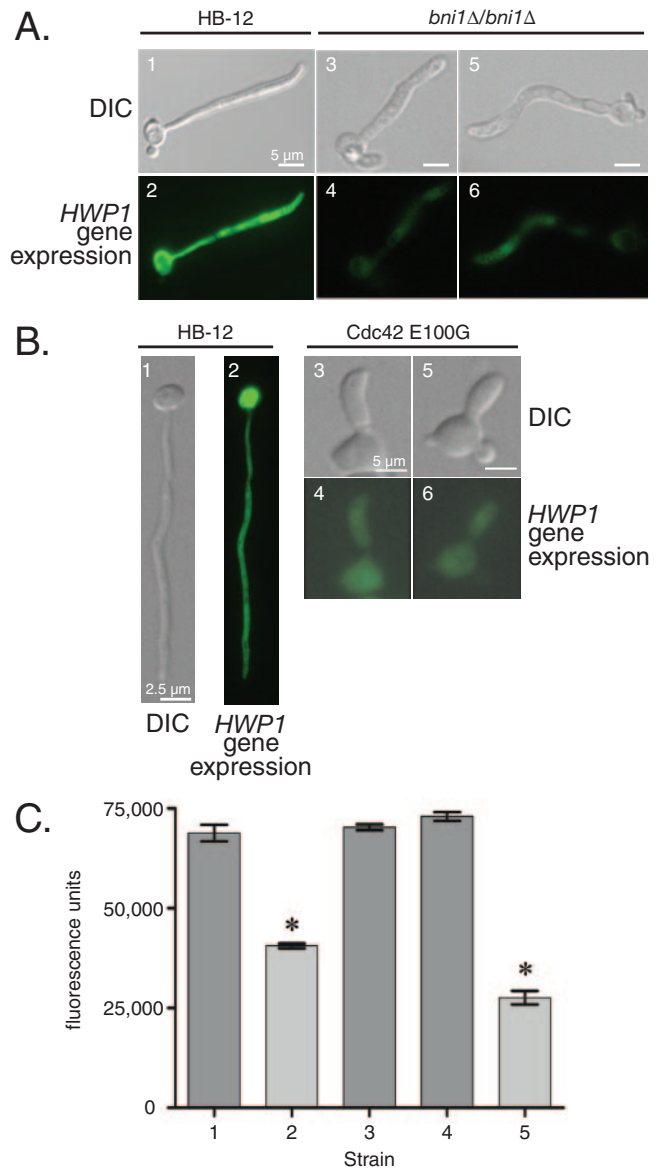 A.
HB-12
bni1Δ/bni1Δ
DIC
1
5 µm
3
5
HWP1
gene
expression
2
4
6
B.
HB-12
Cdc42 E100G
1
2.5 µm
2
3
5 µm
5
DIC
4
6
HWP1
gene
expression
DIC
HWP1
gene
expression
C.
fluorescence units
75,000
50,000
25,000
0
*
*
1 2 3 4 5
Strain